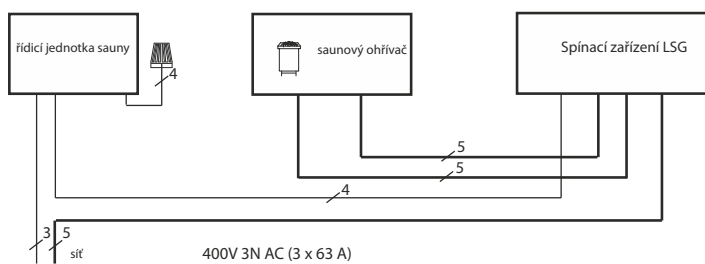 řídicí jednotka sauny
4
saunový ohřívač
Spínací zařízení LSG
5
5
4
3
5
síť
400V 3N AC (3 x 63 A)